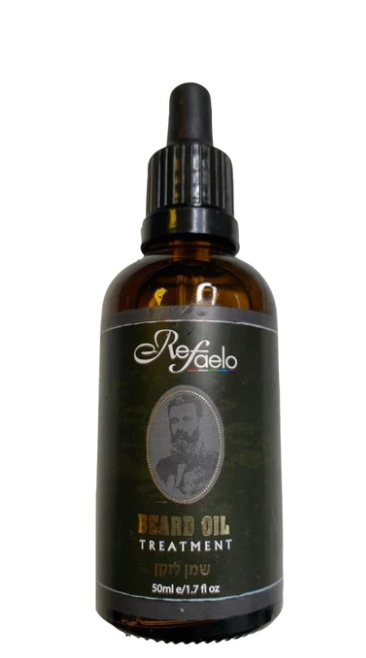 Refaelo
BEARD OIL
TREATMENT
שמן לזקן
50ml e/1.7 fl oz